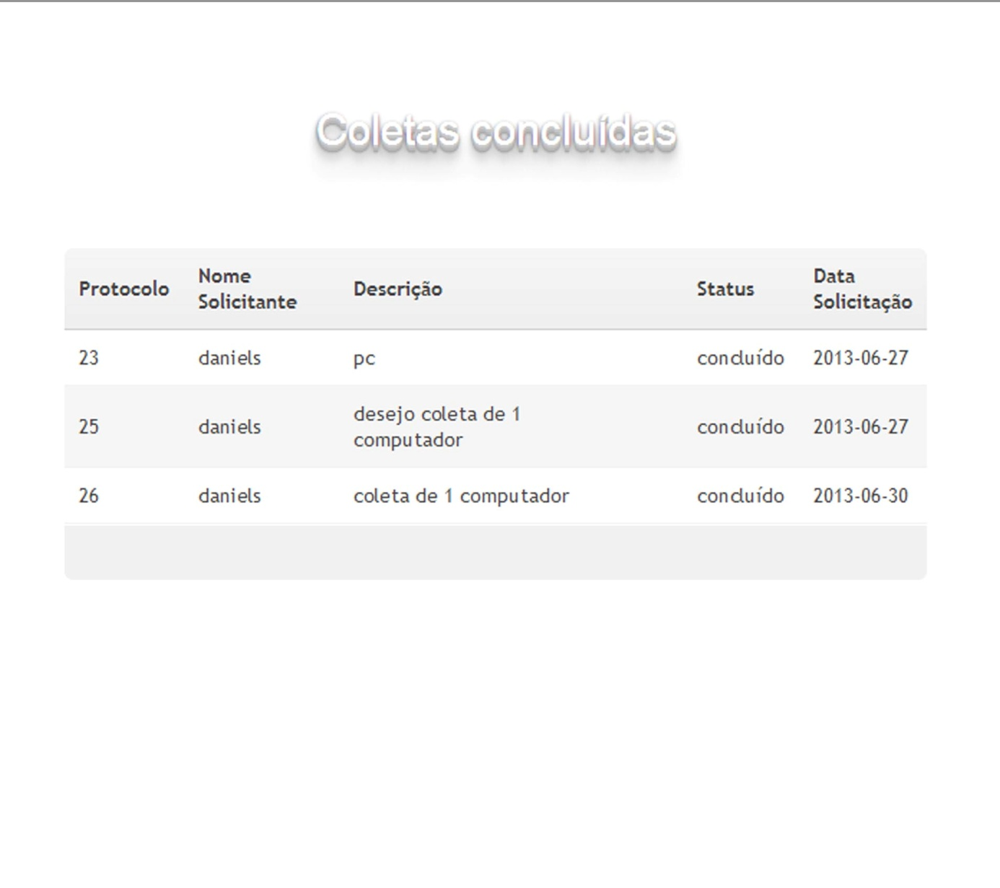 Coletas concluídas
Protocolo Nome Solicitante Descrição Status Data Solicitação
23 daniels pc concluído 2013-06-27
25 daniels desejo coleta de 1 computador concluído 2013-06-27
26 daniels coleta de 1 computador concluído 2013-06-30